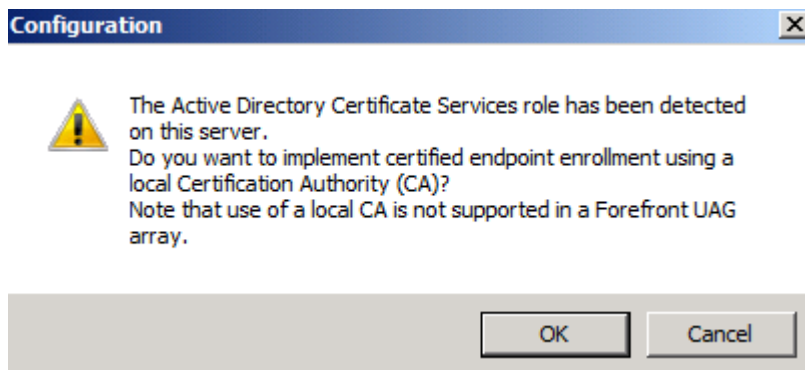 Configuration
The Active Directory Certificate Services role has been detected
on this server.
Do you want to implement certified endpoint enrollment using a
local Certification Authority (CA)?
Note that use of a local CA is not supported in a Forefront UAG
array.
OK Cancel